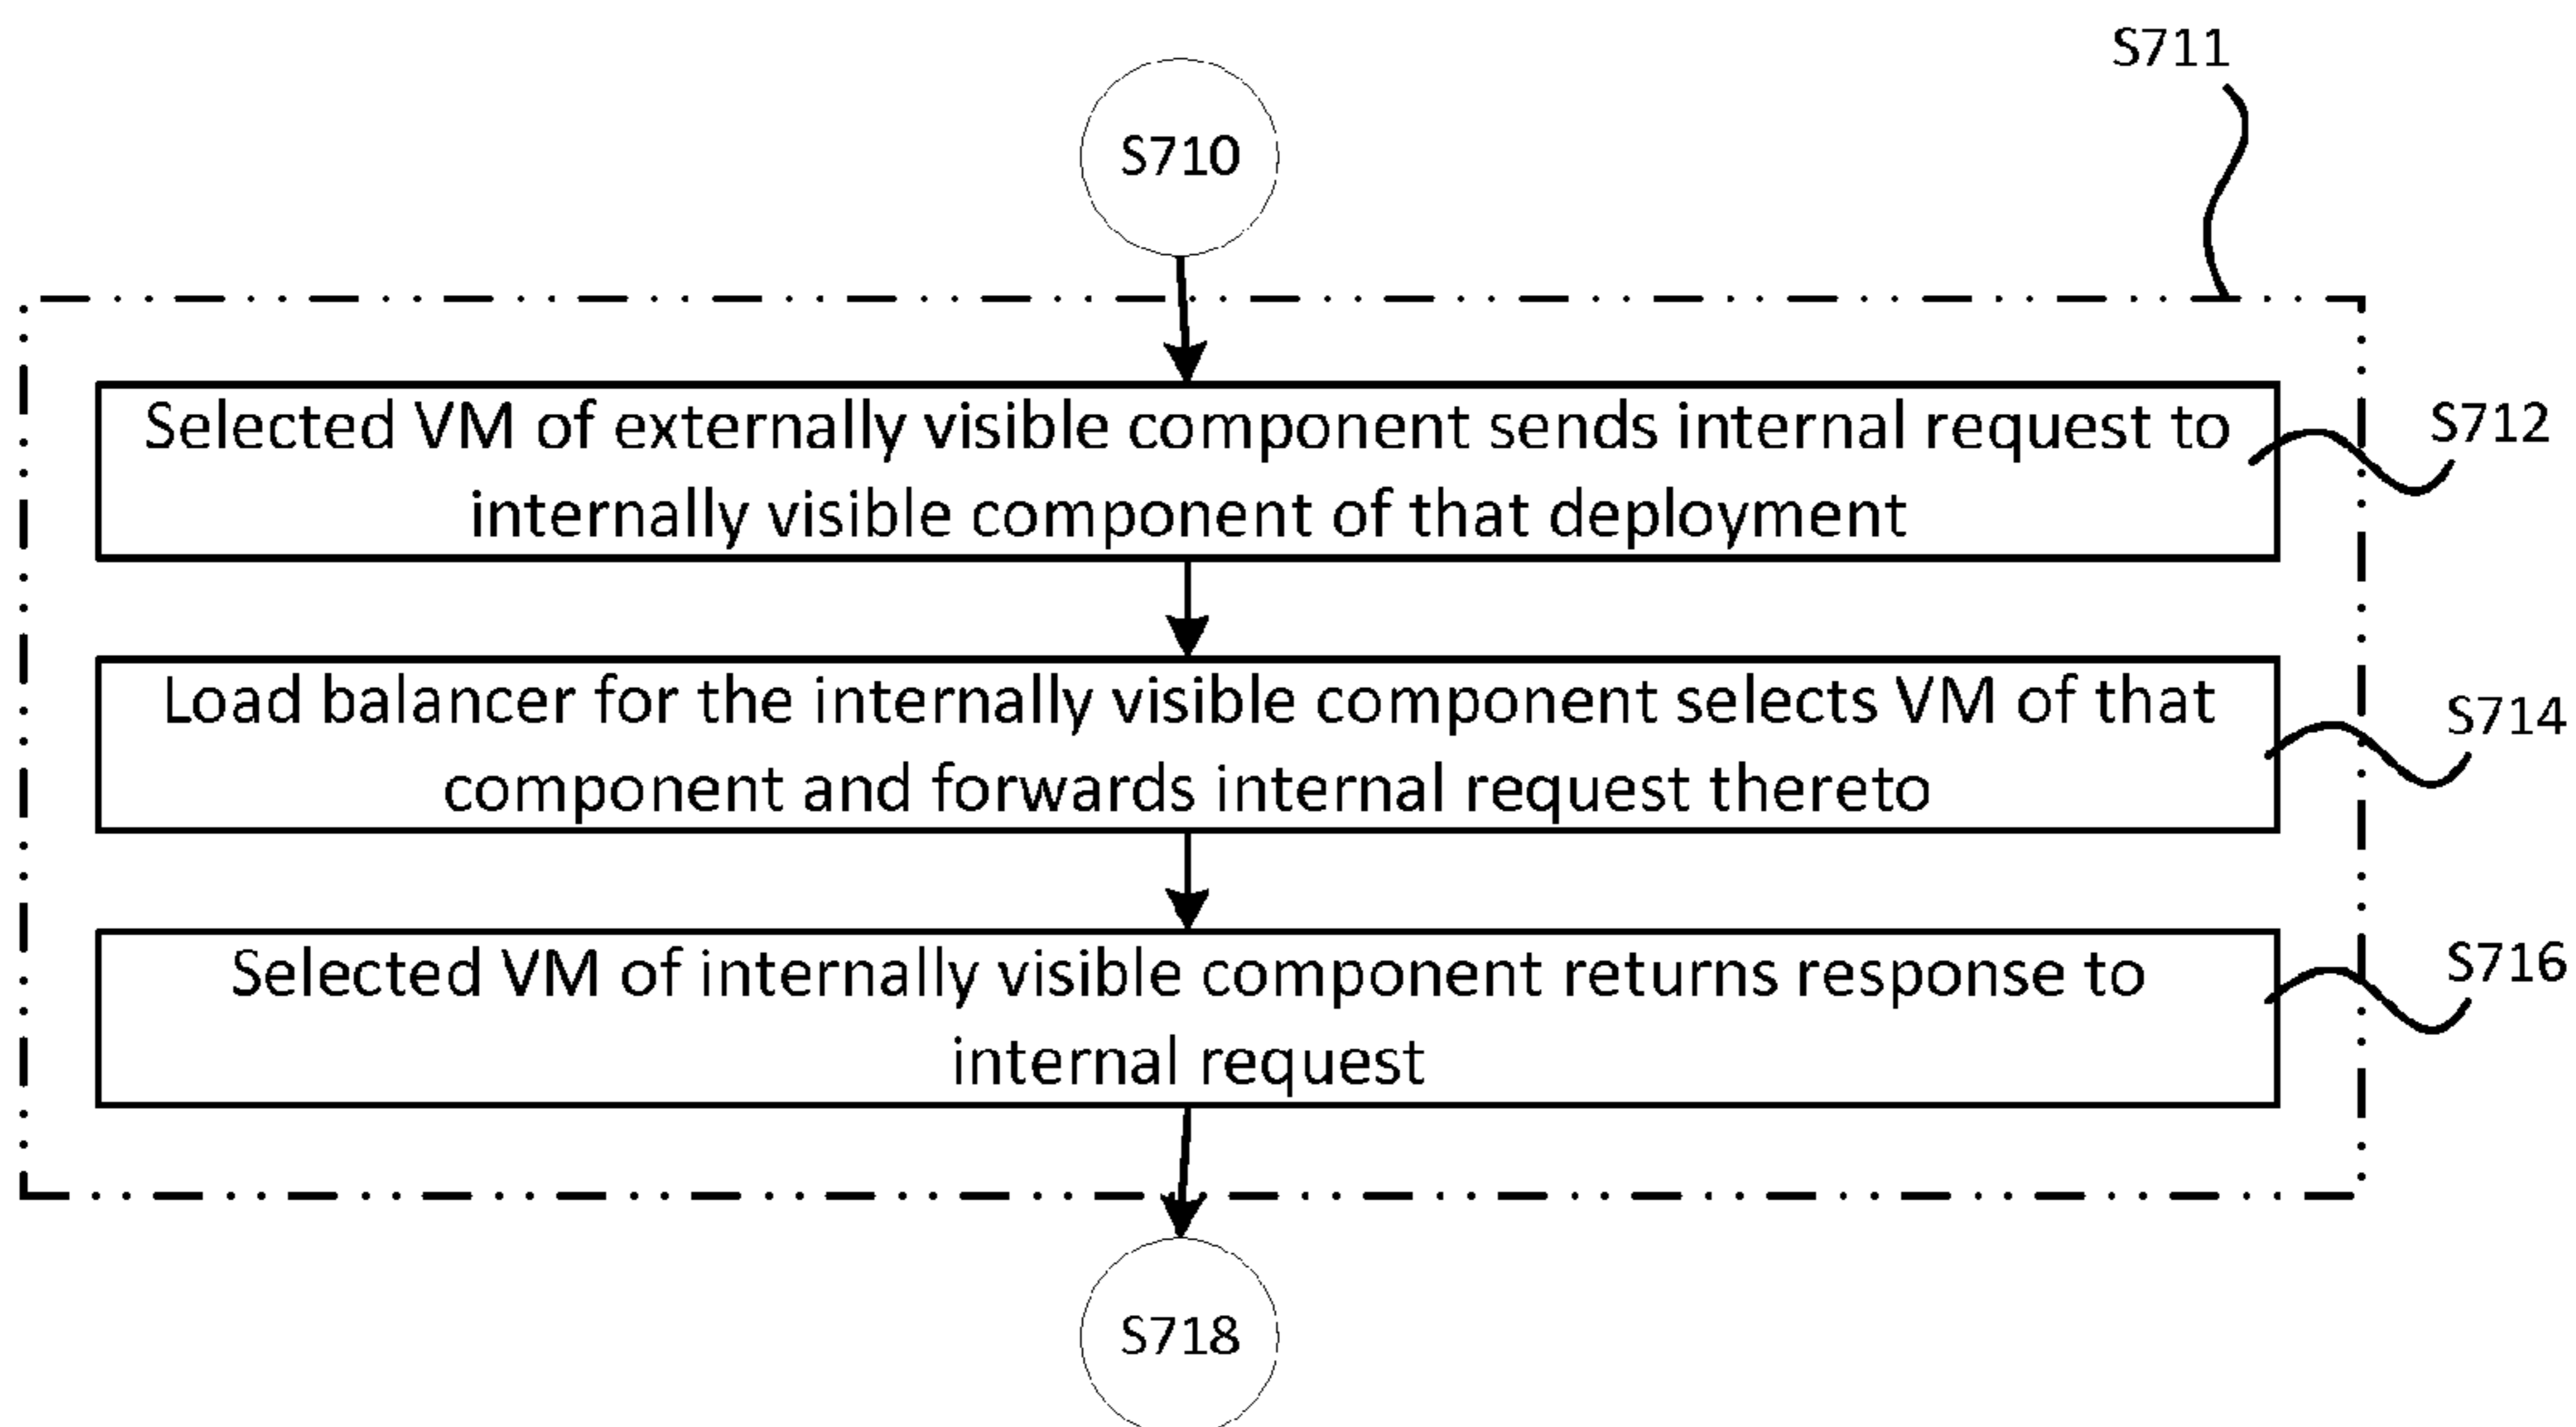 S711
S710
Selected VM of externally visible component sends internal request to
internally visible component of that deployment
S712
Load balancer for the internally visible component selects VM of that
component and forwards internal request thereto
S714
Selected VM of internally visible component returns response to
internal request
S716
S718